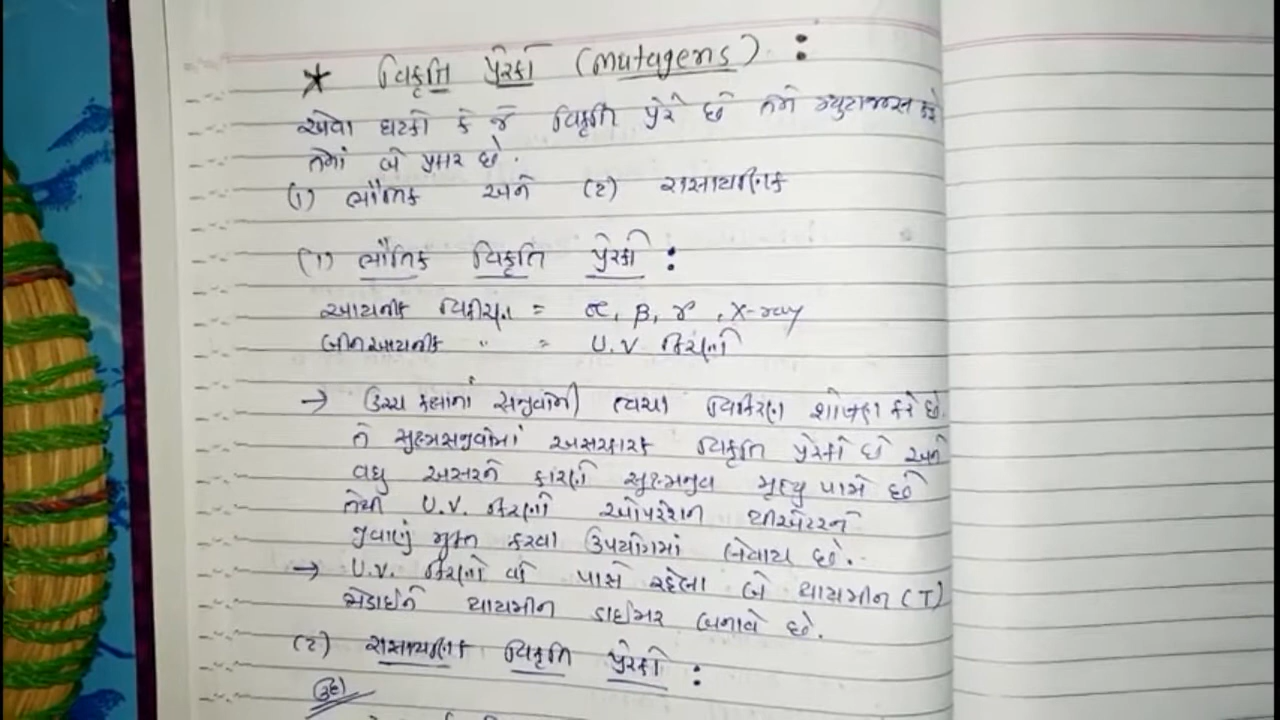 * વિકૃતિ પ્રેરકો (Mutagens) :
એવા ઘટકો કે જે વિકૃતિ પ્રેરે છે તેને મ્યુટાજન્સ કહે
તેમાં બે પ્રકાર છે.
(1) ભૌતિક અને (2) રાસાયણિક
(1) ભૌતિક વિકૃતિ પ્રેરકો :
આયનીક વિકીરણ = α, β, γ, X-ray
બીનઆયનીક " = U.V કિરણો
→ ઉચ્ચ કક્ષાનાં સજીવોની ત્વચા વિકિરણ શોષણ કરે છે.
તે સુક્ષ્મસજીવોમાં અસરકારક વિકૃતિ પ્રેરકો છે અને
વધુ અસરને કારણે સુક્ષ્મજીવ મૃત્યુ પામે છે
તેથી U.V. કિરણો ઓપરેશન થીએટરને
જીવાણું મુક્ત કરવા ઉપયોગમાં લેવાય છે.
→ U.V. કિરણો પાસે રહેલા બે થાયમીન (T)
જોડાઈને થાયમીન ડાઈમર બનાવે છે.
(2) રાસાયણિક વિકૃતિ પ્રેરકો :